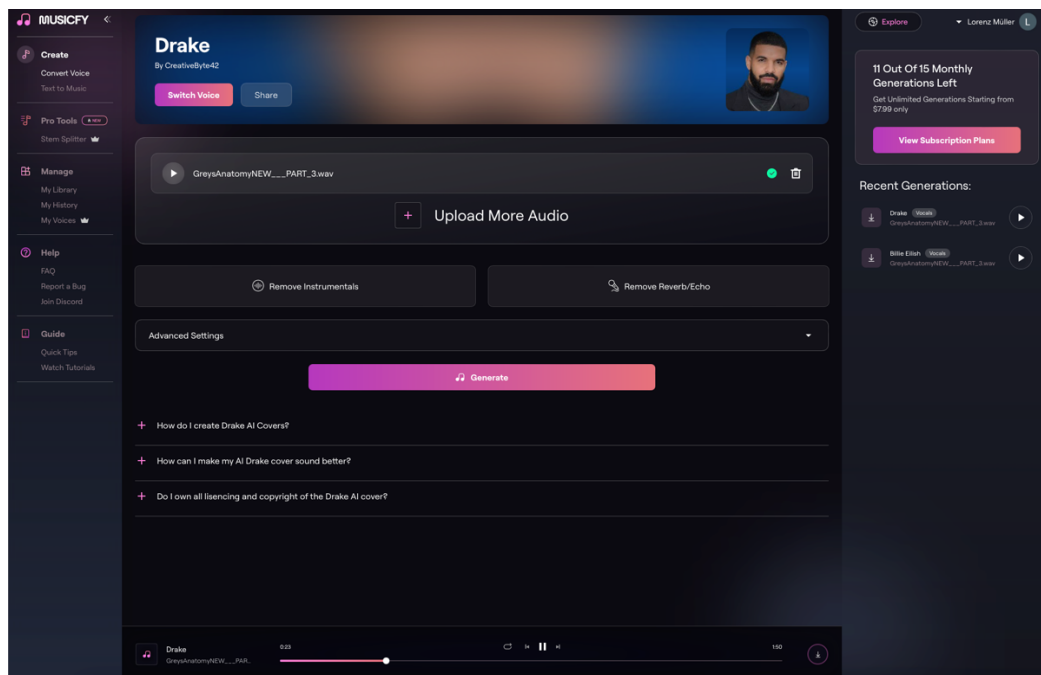 MUSICFY
Create
Convert Voice
Text to Music
Pro Tools NEW
Stem Splitter
Manage
My Library
My History
My Voices
Help
FAQ
Report a Bug
Join Discord
Guide
Quick Tips
Watch Tutorials
Drake
By CreativeByte42
Switch Voice Share
GreysAnatomyNEW___PART_3.wav
+ Upload More Audio
Remove Instrumentals Remove Reverb/Echo
Advanced Settings
Generate
+ How do I create Drake AI Covers?
+ How can I make my AI Drake cover sound better?
+ Do I own all lisencing and copyright of the Drake AI cover?
Explore Lorenz Müller L
11 Out Of 15 Monthly
Generations Left
Get Unlimited Generations Starting from
$7.99 only
View Subscription Plans
Recent Generations:
Drake Vocals
GreysAnatomyNEW___PART_3.wav
Billie Eilish Vocals
GreysAnatomyNEW___PART_3.wav
Drake
GreysAnatomyNEW___PAR..
0:23 1:50